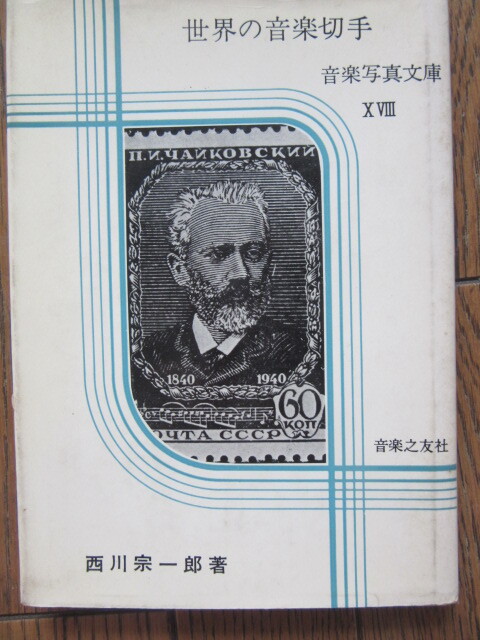 世界の音楽切手
音楽写真文庫
XVIII
П.И.ЧАЙКОВСКИЙ
1840 1940
60
КОП
ПОЧТА СССР
音楽之友社
西川宗一郎著